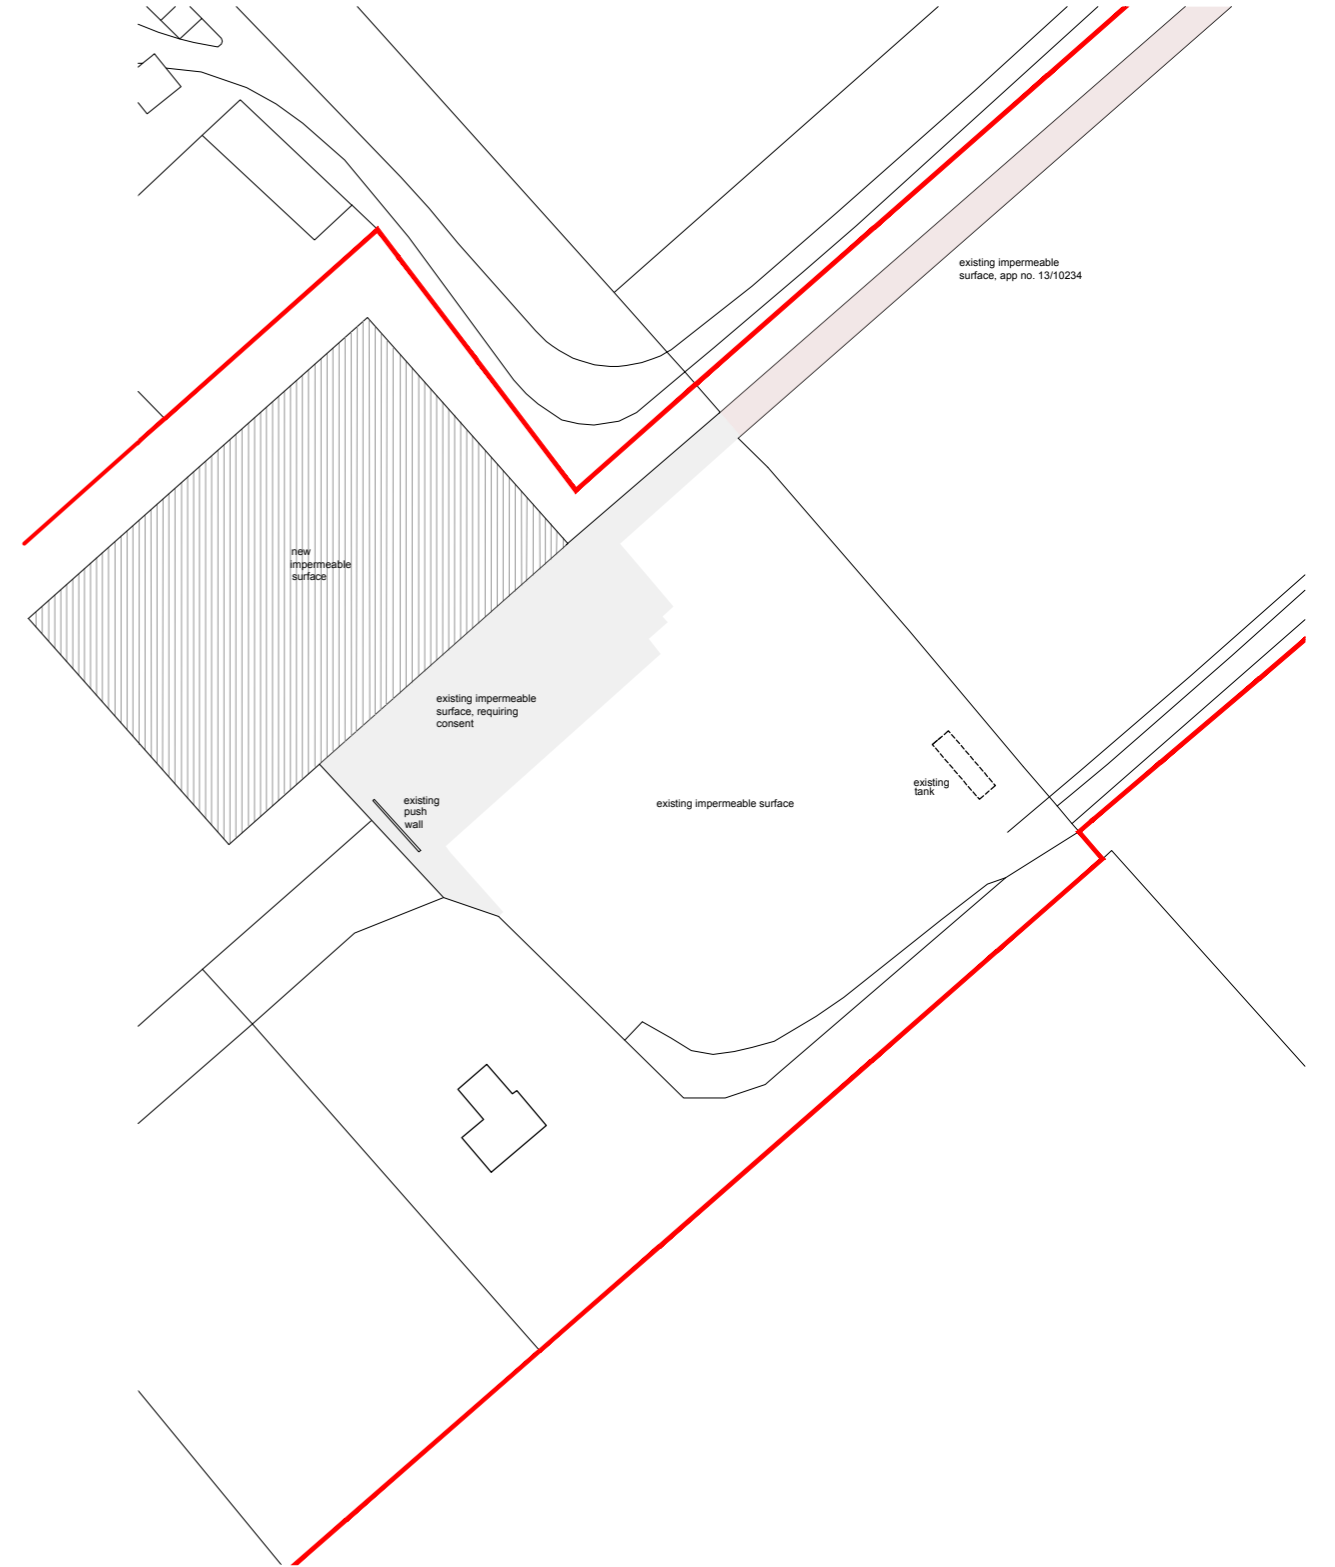 existing impermeable
surface, app no. 13/10234
new
impermeable
surface
existing impermeable
surface, requiring
consent
existing
push
wall
existing impermeable surface
existing
tank